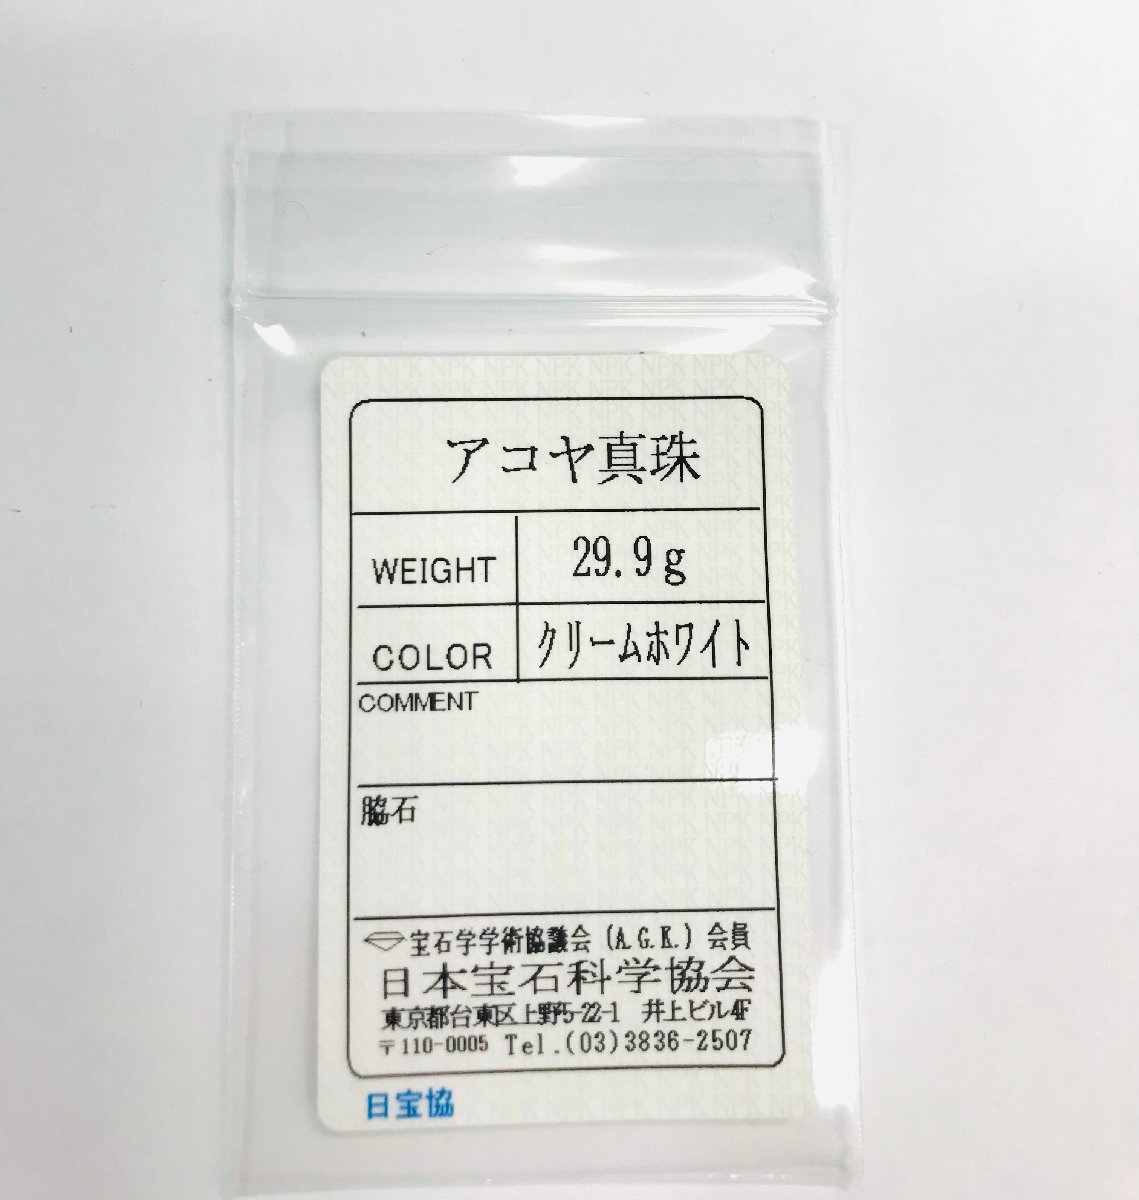 アコヤ真珠
WEIGHT 29.9g
COLOR クリームホワイト
COMMENT
脇石
宝石学学術協議会(A.G.K.)会員
日本宝石科学協会
東京都台東区上野5-22-1 井上ビル4F
〒110-0005 Tel.(03)3836-2507
日宝協